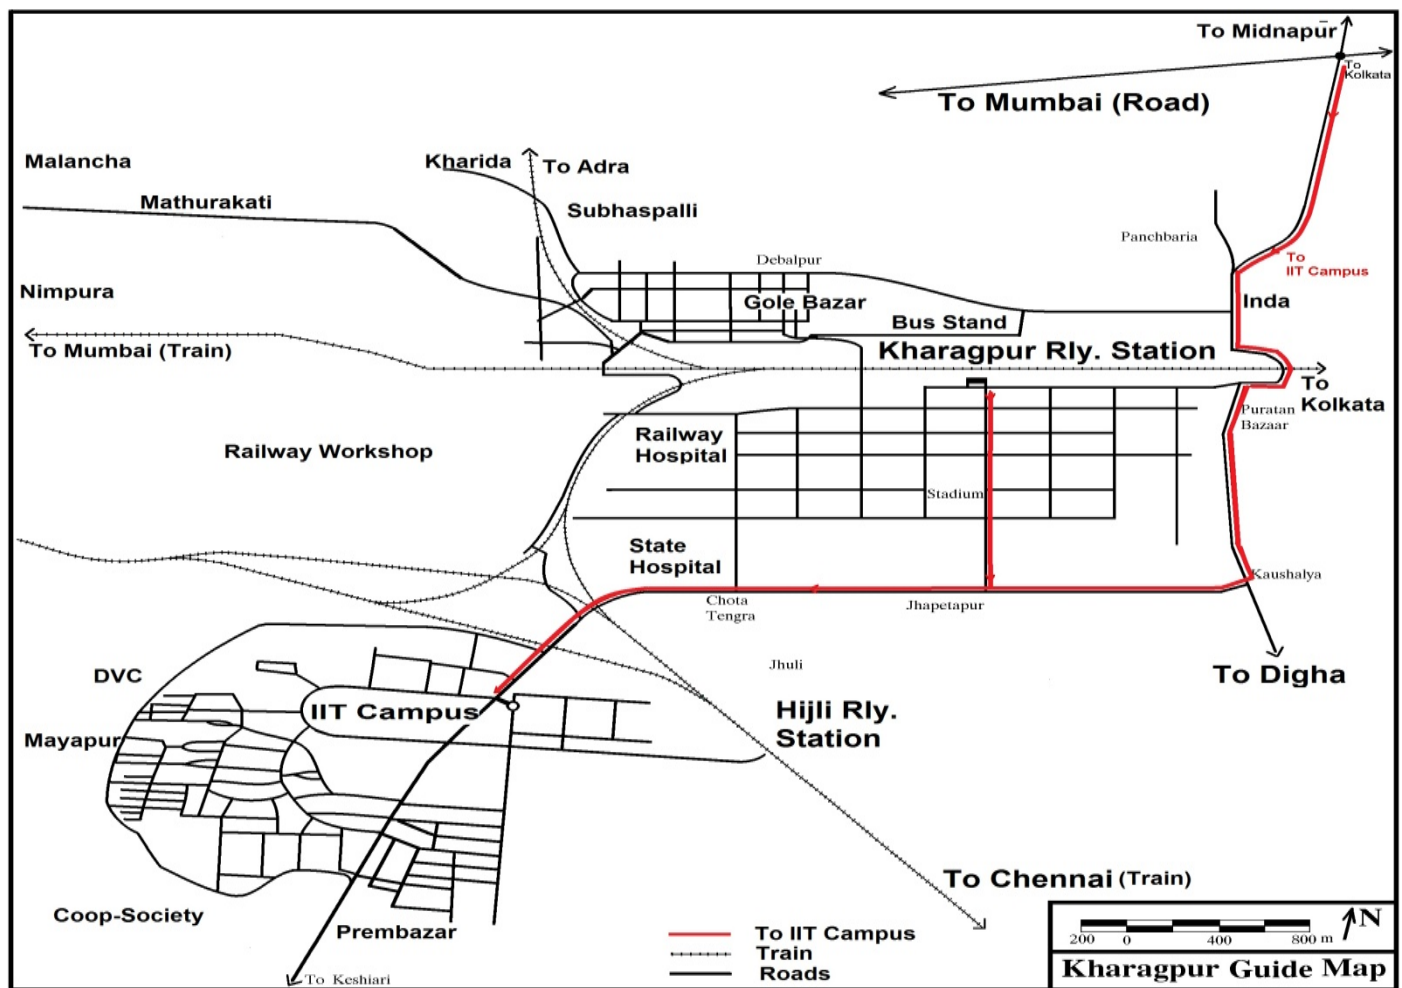 To Midnapur
To
Kolkata
To Mumbai (Road)
Malancha
Kharida
To Adra
Mathurakati
Subhaspalli
Panchbaria
Debalpur
To
IIT Campus
Nimpura
Gole Bazar
Inda
Bus Stand
To Mumbai (Train)
Kharagpur Rly. Station
To
Kolkata
Puratan
Bazaar
Railway
Hospital
Railway Workshop
Stadium
State
Hospital
Kaushalya
Chota
Tengra
Jhapetapur
Jhuli
DVC
To Digha
IIT Campus
Hijli Rly.
Station
Mayapur
To Chennai (Train)
Coop-Society
Prembazar
To Keshiari
To IIT Campus
Train
Roads
N
200 0 400 800 m
Kharagpur Guide Map